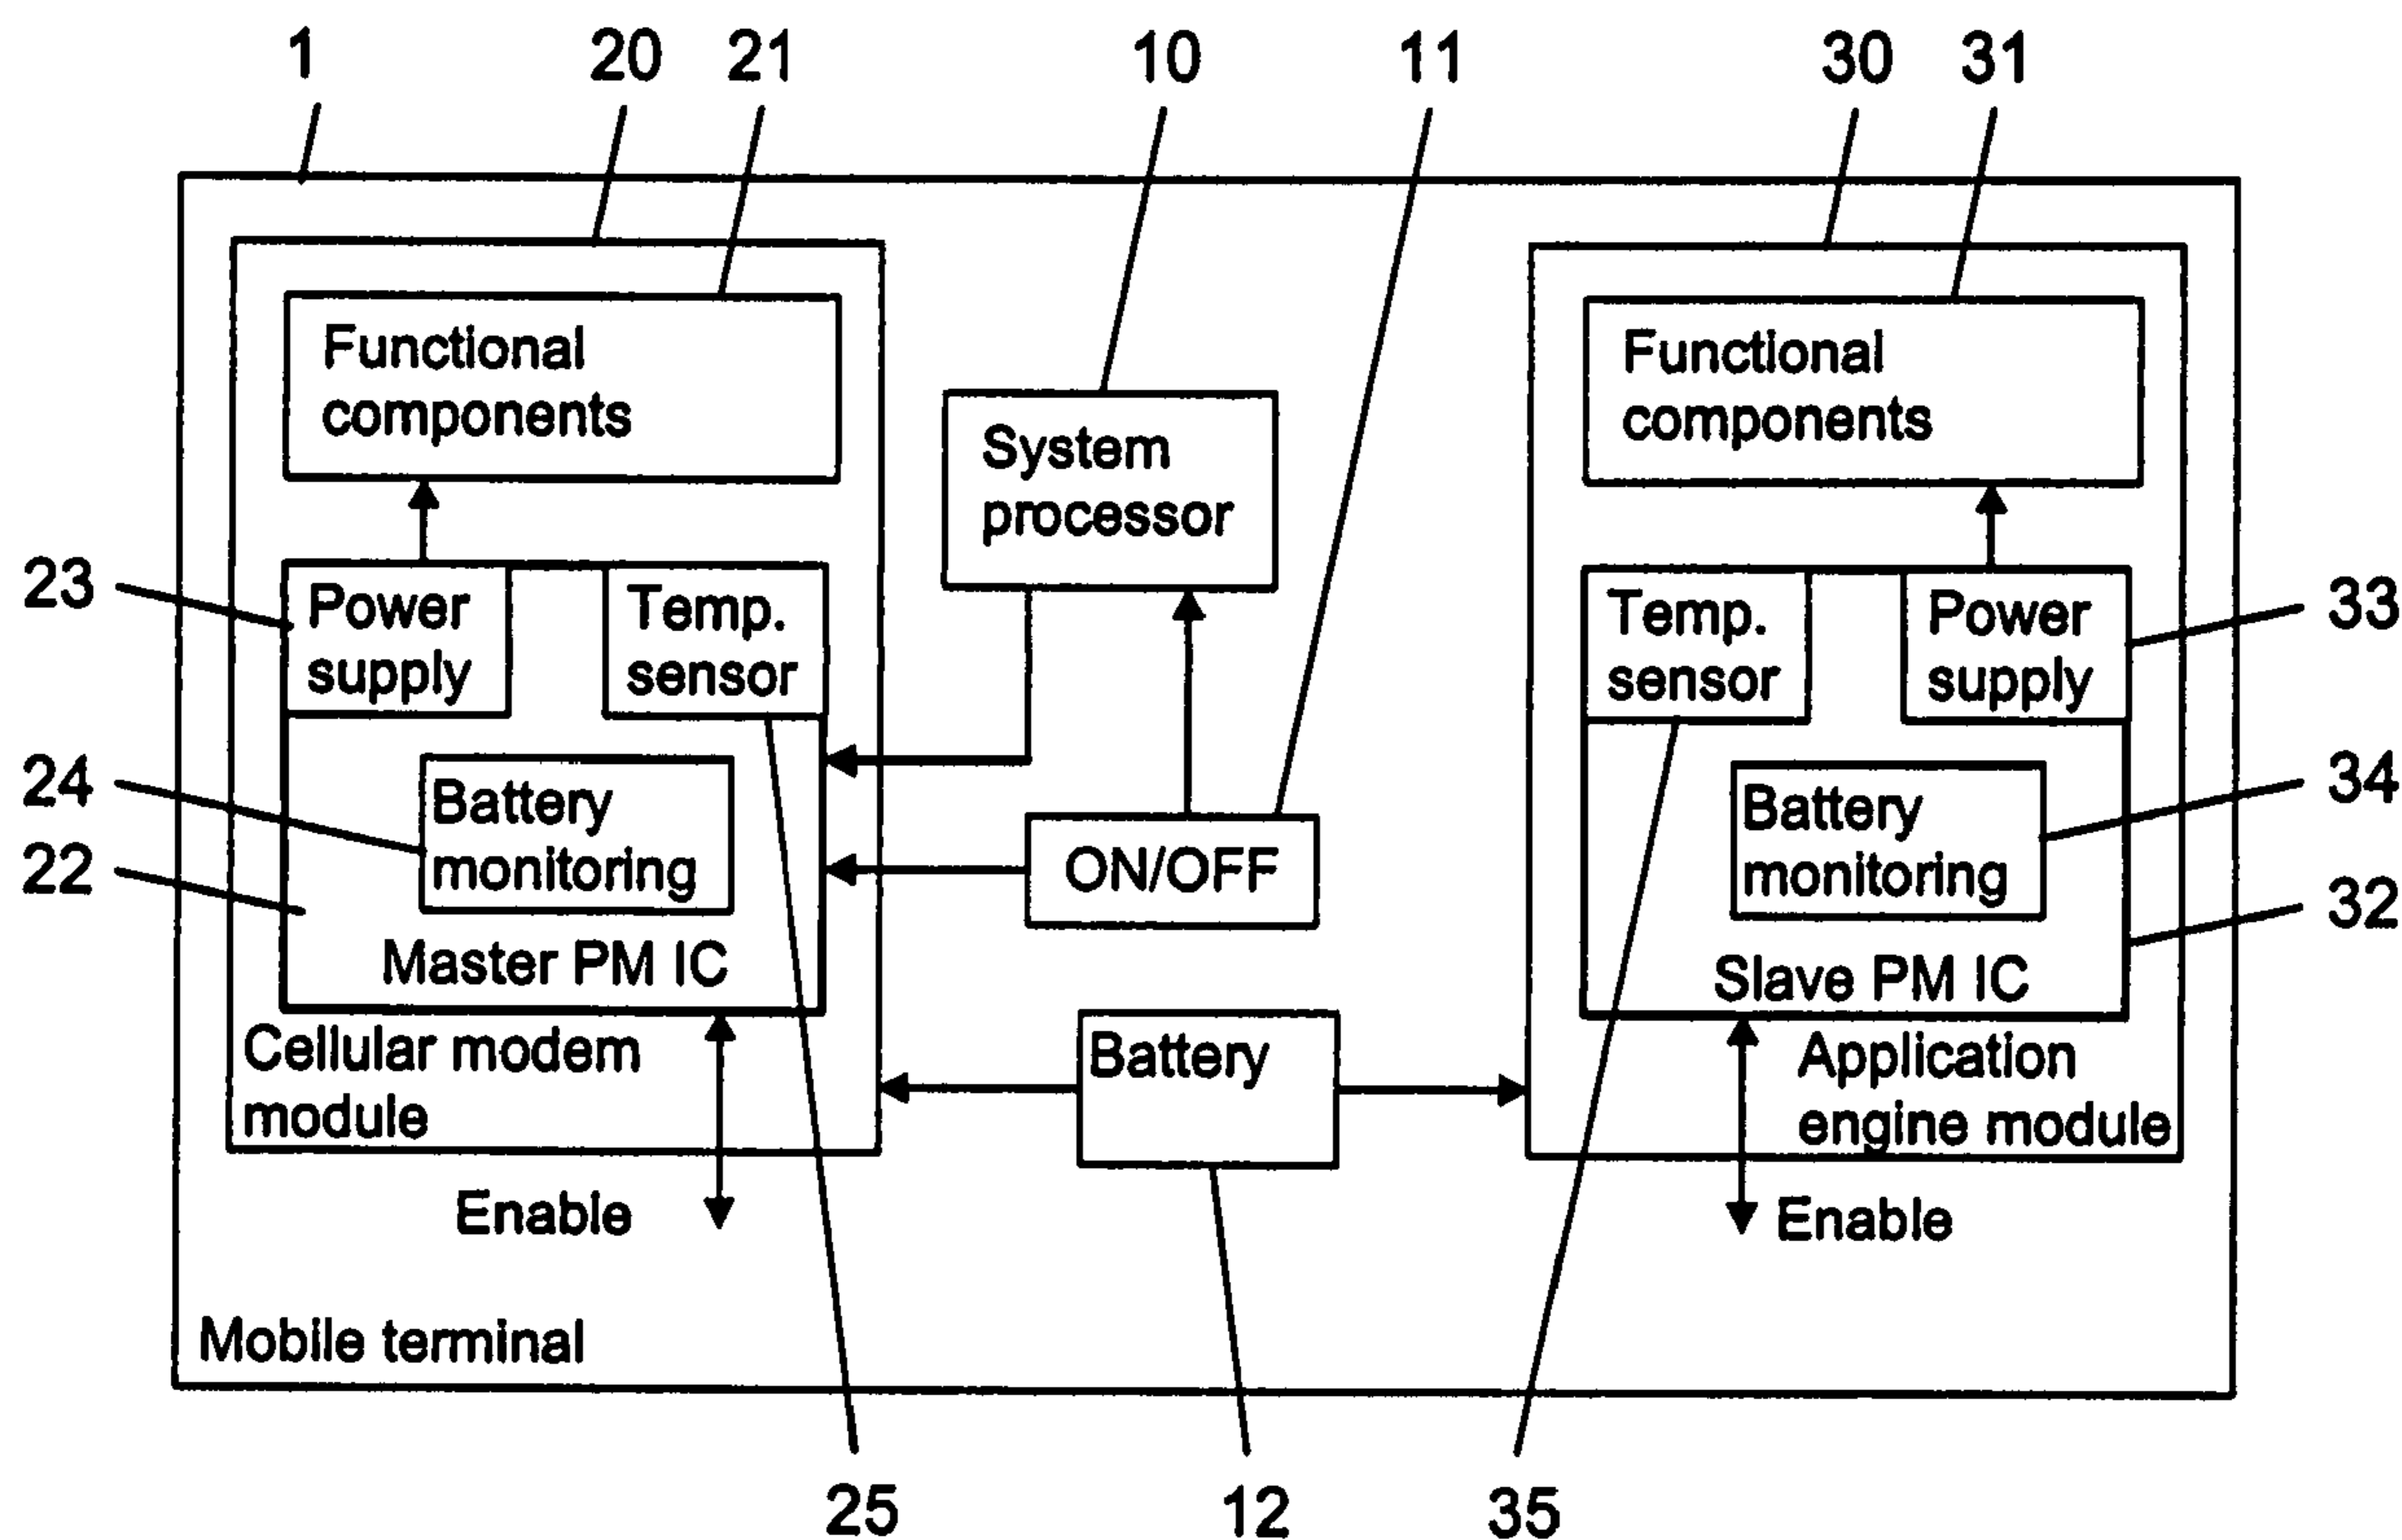 1
20
21
10
11
30
31
Functional
components
System
processor
Functional
components
23
Power
supply
Temp.
sensor
Temp.
sensor
Power
supply
33
24
Battery
monitoring
22
Master PM IC
ON/OFF
Battery
monitoring
34
32
Slave PM IC
Cellular modem
module
Battery
Application
engine module
Enable
Enable
Mobile terminal
25
12
35